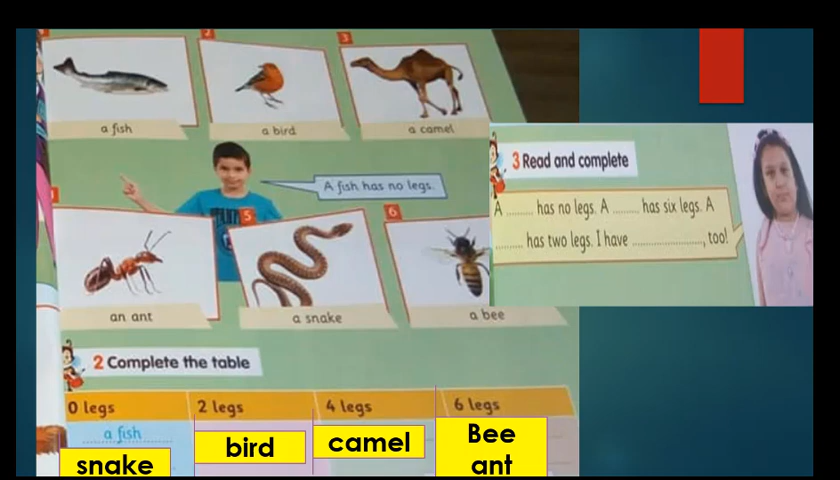 2
3
a fish
a bird
a camel
A fish has no legs.
5
6
an ant
a snake
a bee
2 Complete the table
0 legs
2 legs
4 legs
6 legs
a fish
snake
bird
camel
Bee
ant
3 Read and complete
A ......... has no legs. A ......... has six legs. A
......... has two legs. I have ........................, too!